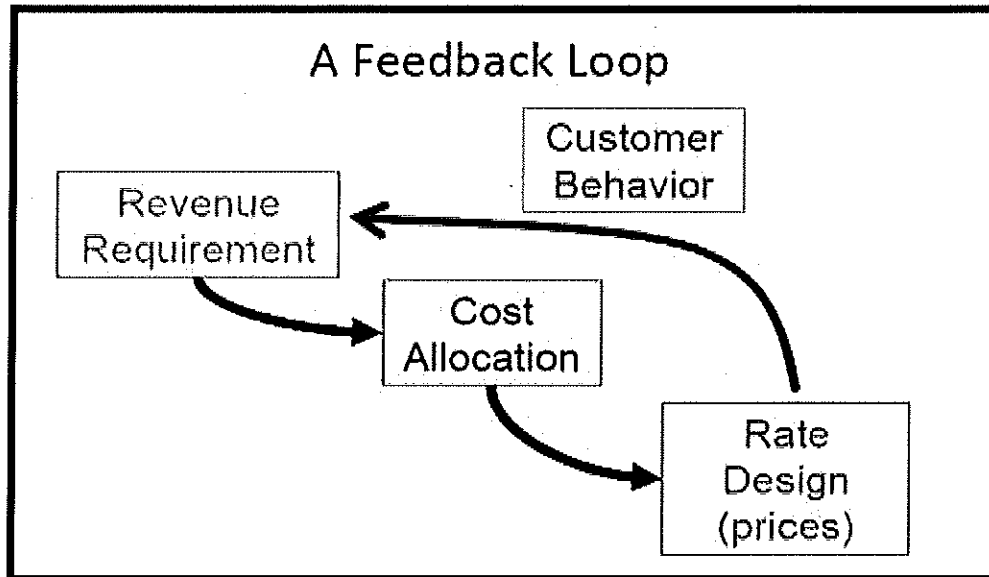 A Feedback Loop
Customer
Behavior
Revenue
Requirement
Cost
Allocation
Rate
Design
(prices)